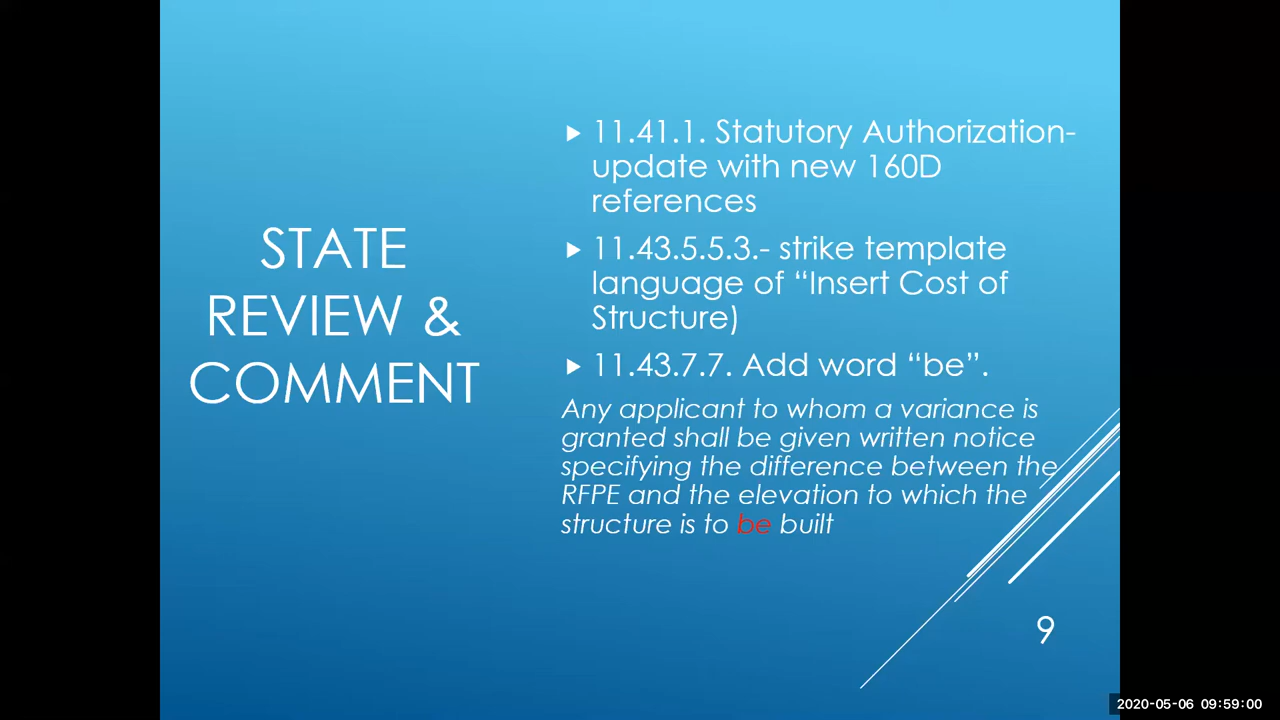 STATE
REVIEW &
COMMENT
11.41.1. Statutory Authorization-
update with new 160D
references
11.43.5.5.3.- strike template
language of “Insert Cost of
Structure)
11.43.7.7. Add word “be”.
Any applicant to whom a variance is
granted shall be given written notice
specifying the difference between the
RFPE and the elevation to which the
structure is to be built
9
2020-05-06 09:59:00